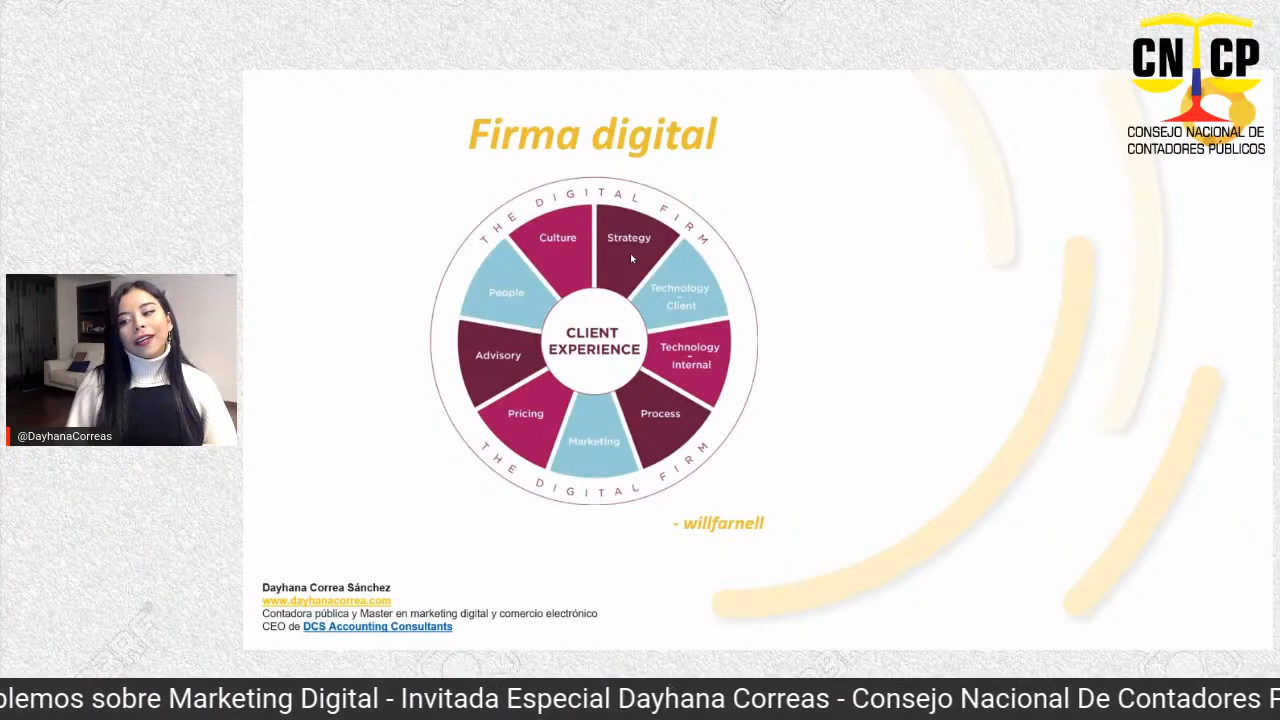 CN CP
CONSEJO NACIONAL DE
CONTADORES PÚBLICOS
Firma digital
THE DIGITAL FIRM
Culture
Strategy
People
Technology
-
Client
CLIENT
EXPERIENCE
Advisory
Technology
-
Internal
Pricing
Process
Marketing
THE DIGITAL FIRM
- willfarnell
@DayhanaCorreas
Dayhana Correa Sánchez
www.dayhanacorrea.com
Contadora pública y Master en marketing digital y comercio electrónico
CEO de DCS Accounting Consultants
blemos sobre Marketing Digital - Invitada Especial Dayhana Correas - Consejo Nacional De Contadores P